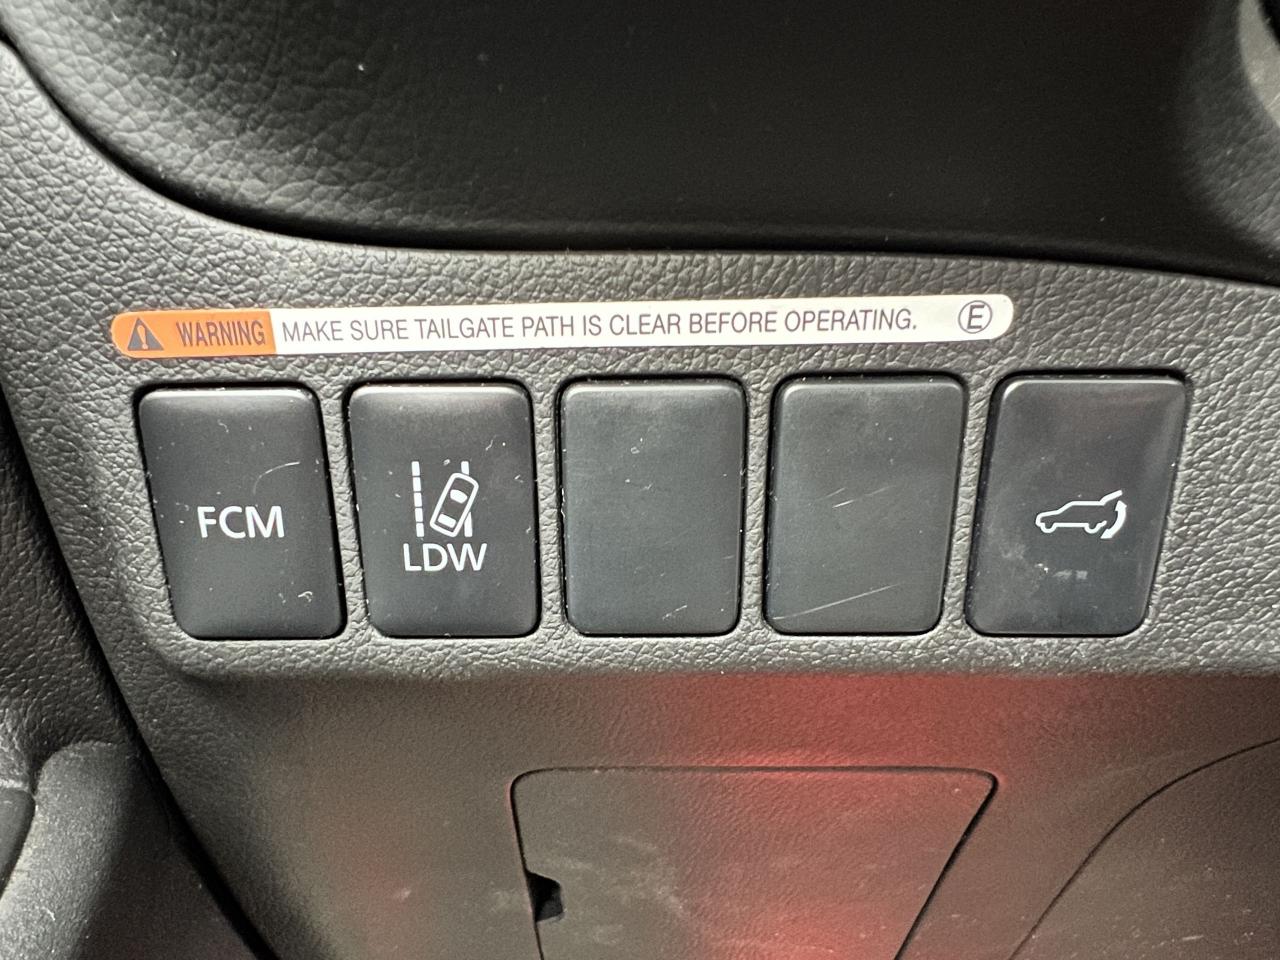 WARNING MAKE SURE TAILGATE PATH IS CLEAR BEFORE OPERATING. E
FCM
LDW